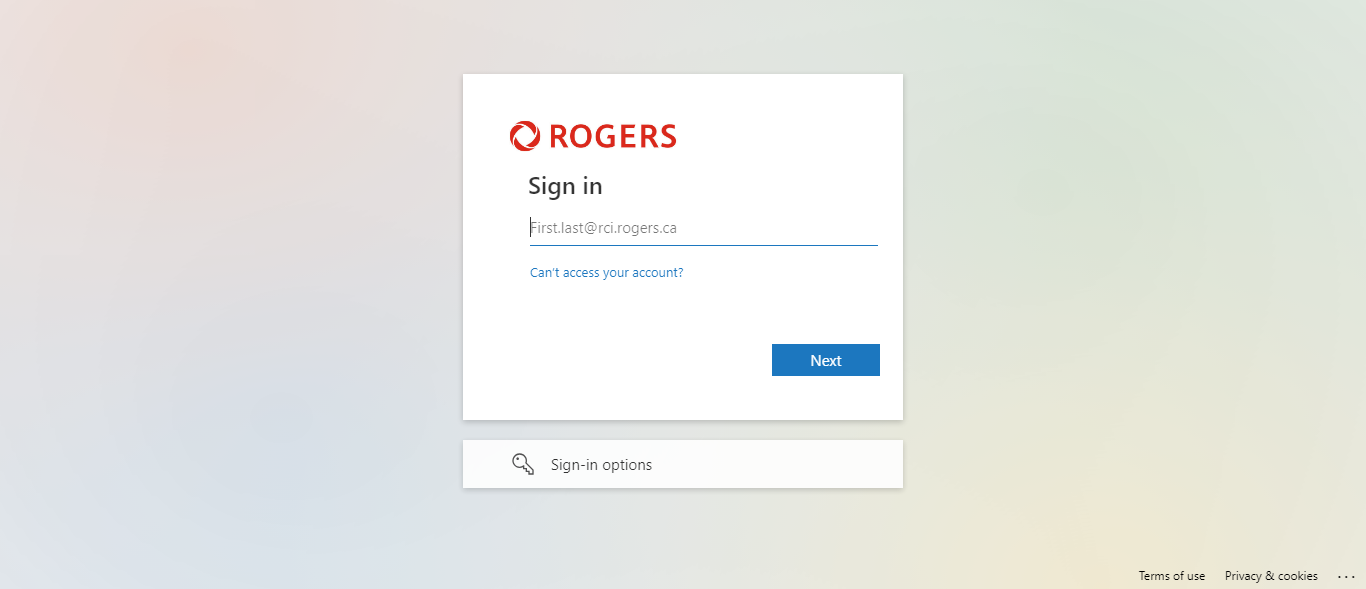 ROGERS
Sign in
First.last@rci.rogers.ca
Can't access your account?
Next
Sign-in options
Terms of use Privacy & cookies ...